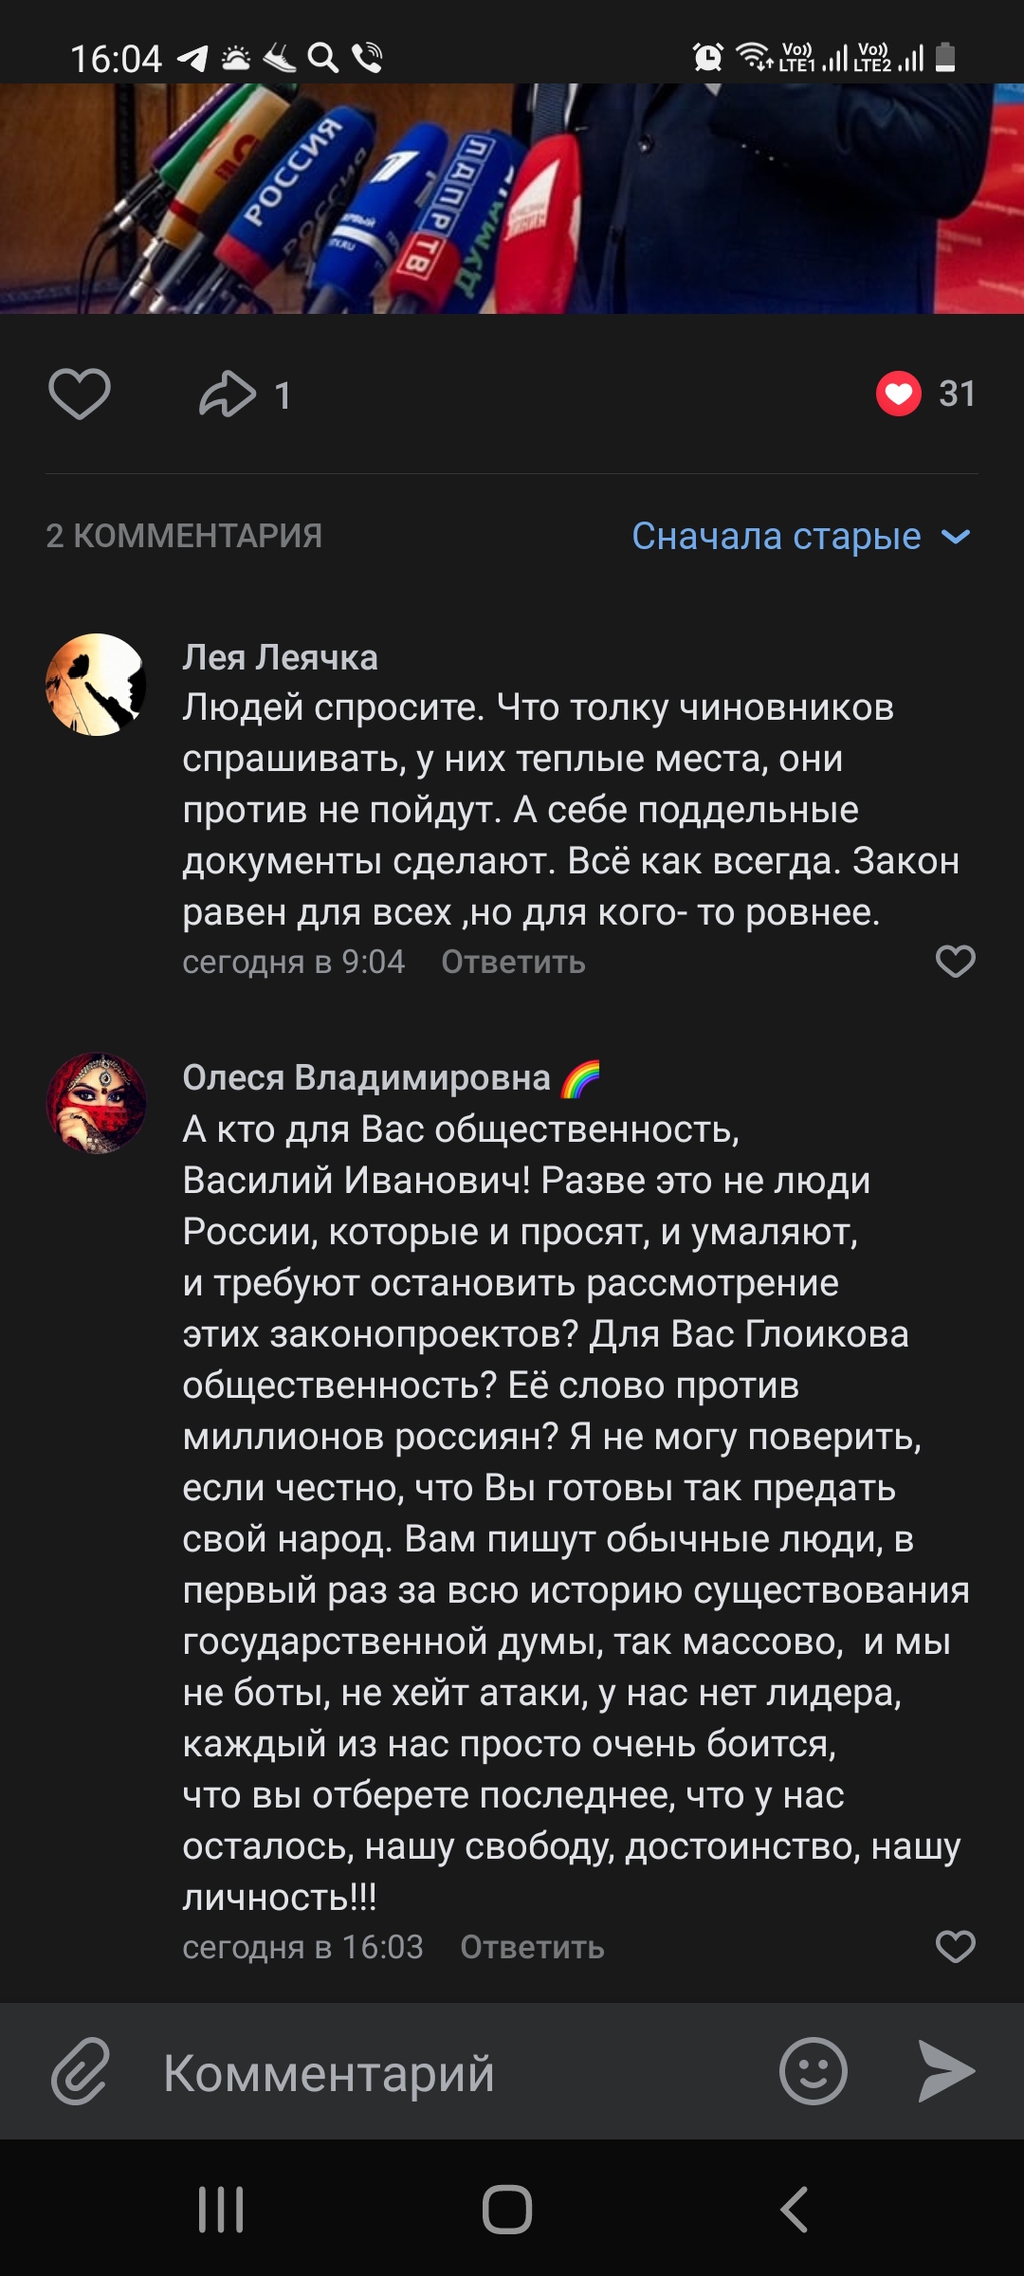 16:04
Vo)) LTE1 Vo)) LTE2
РОССИЯ
РОССИЯ
ПЕРВЫЙ
ЛДПР
ТВ
ДУМА
1
31
2 КОММЕНТАРИЯ
Сначала старые
Лея Леячка
Людей спросите. Что толку чиновников
спрашивать, у них теплые места, они
против не пойдут. А себе поддельные
документы сделают. Всё как всегда. Закон
равен для всех ,но для кого- то ровнее.
сегодня в 9:04 Ответить
Олеся Владимировна 🌈
А кто для Вас общественность,
Василий Иванович! Разве это не люди
России, которые и просят, и умаляют,
и требуют остановить рассмотрение
этих законопроектов? Для Вас Глоикова
общественность? Её слово против
миллионов россиян? Я не могу поверить,
если честно, что Вы готовы так предать
свой народ. Вам пишут обычные люди, в
первый раз за всю историю существования
государственной думы, так массово,  и мы
не боты, не хейт атаки, у нас нет лидера,
каждый из нас просто очень боится,
что вы отберете последнее, что у нас
осталось, нашу свободу, достоинство, нашу
личность!!!
сегодня в 16:03 Ответить
Комментарий